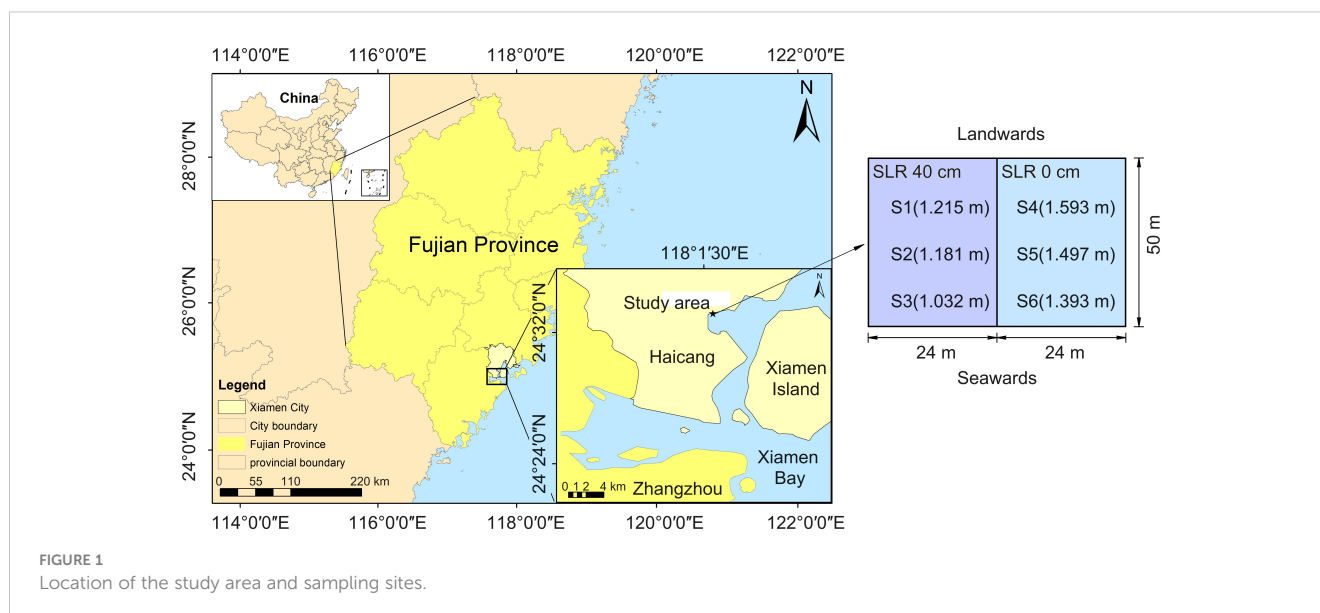 114°0′0″E 116°0′0″E 118°0′0″E 120°0′0″E 122°0′0″E
China
N
28°0′0″N
26°0′0″N
24°0′0″N
Fujian Province
118°1′30″E
24°32′0″N
24°24′0″N
N
Study area
Haicang
Xiamen
Island
Xiamen
Bay
Zhangzhou
0 1 2 4 km
Legend
Xiamen City
City boundary
Fujian Province
provincial boundary
0 55 110 220 km
114°0′0″E 116°0′0″E 118°0′0″E 120°0′0″E 122°0′0″E
Landwards
SLR 40 cm SLR 0 cm
S1(1.215 m) S4(1.593 m)
S2(1.181 m) S5(1.497 m)
S3(1.032 m) S6(1.393 m)
50 m
24 m 24 m
Seawards
FIGURE 1
Location of the study area and sampling sites.